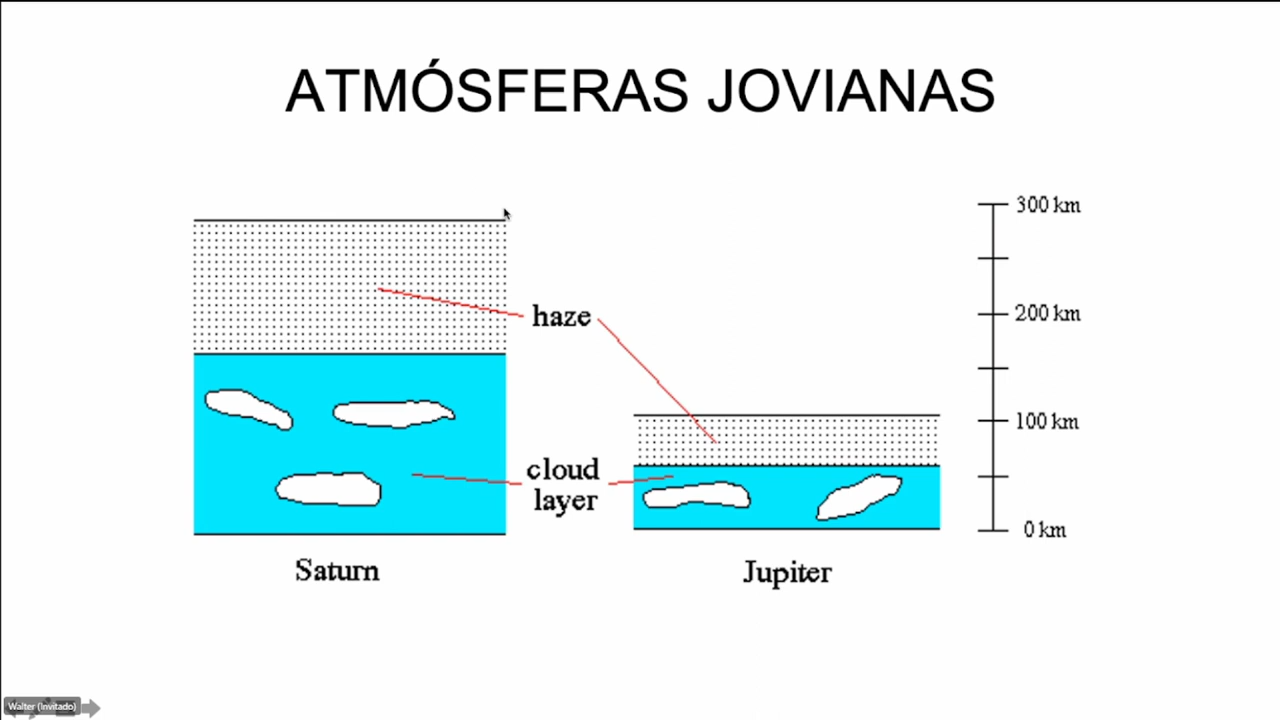 ATMÓSFERAS JOVIANAS
300 km
haze
200 km
100 km
cloud
layer
0 km
Saturn
Jupiter
Walter (Invitado)